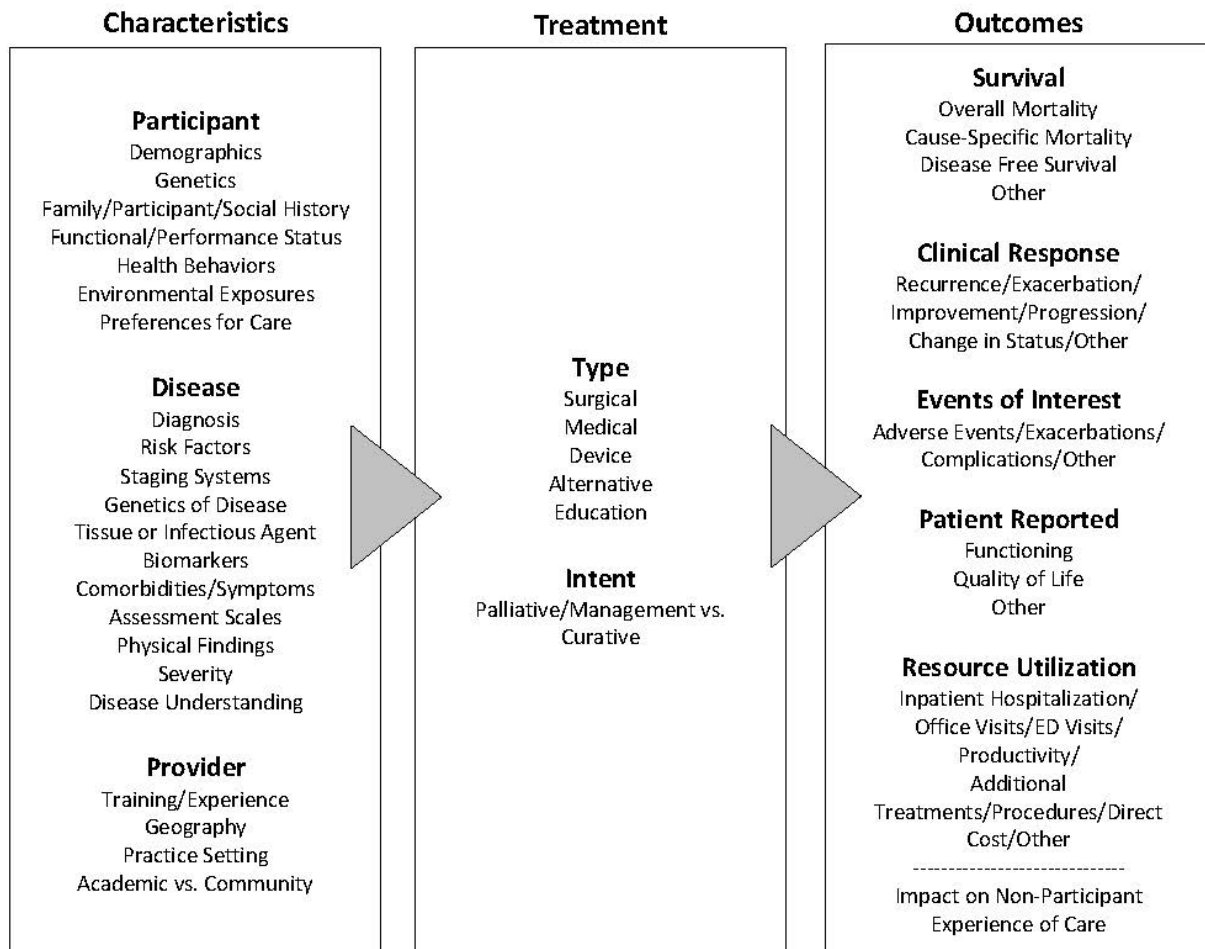 Characteristics
Participant
Demographics
Genetics
Family/Participant/Social History
Functional/Performance Status
Health Behaviors
Environmental Exposures
Preferences for Care
Disease
Diagnosis
Risk Factors
Staging Systems
Genetics of Disease
Tissue or Infectious Agent
Biomarkers
Comorbidities/Symptoms
Assessment Scales
Physical Findings
Severity
Disease Understanding
Provider
Training/Experience
Geography
Practice Setting
Academic vs. Community
Treatment
Type
Surgical
Medical
Device
Alternative
Education
Intent
Palliative/Management vs.
Curative
Outcomes
Survival
Overall Mortality
Cause-Specific Mortality
Disease Free Survival
Other
Clinical Response
Recurrence/Exacerbation/
Improvement/Progression/
Change in Status/Other
Events of Interest
Adverse Events/Exacerbations/
Complications/Other
Patient Reported
Functioning
Quality of Life
Other
Resource Utilization
Inpatient Hospitalization/
Office Visits/ED Visits/
Productivity/
Additional
Treatments/Procedures/Direct
Cost/Other
------------------------------
Impact on Non-Participant
Experience of Care